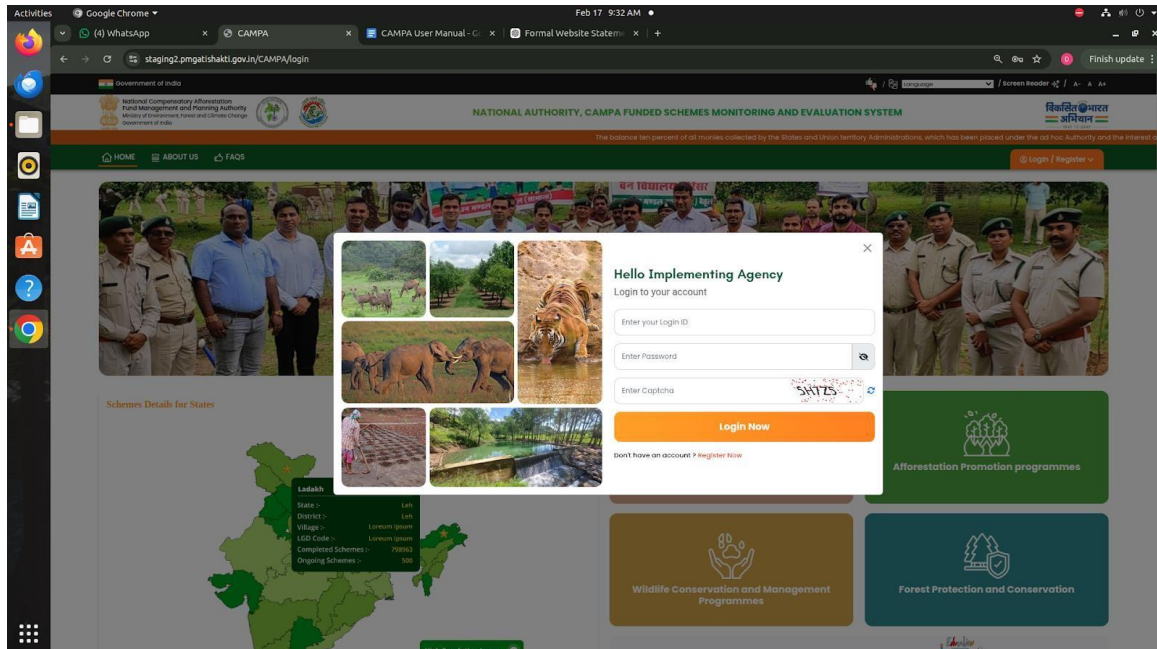 Activities
Google Chrome
Feb 17 9:32 AM
(4) WhatsApp
CAMPA
CAMPA User Manual - G
Formal Website Stateme
staging2.pmgatishakti.gov.in/CAMPA/login
Finish update
Government of India
Language
/ Screen Reader
A- A A+
National Compensatory Afforestation
Fund Management and Planning Authority
Ministry of Environment, Forest and Climate Change
Government of India
NATIONAL AUTHORITY, CAMPA FUNDED SCHEMES MONITORING AND EVALUATION SYSTEM
विकसित भारत
अभियान
The balance ten percent of all monies collected by the States and Union territory Administrations, which has been placed under the ad hoc Authority and the interest
HOME
ABOUT US
FAQS
Login / Register
Hello Implementing Agency
Login to your account
Enter your Login ID
Enter Password
Enter Captcha
5HTZS
Login Now
Don't have an account ? Register Now
Schemes Details for States
Ladakh
State :- Leh
District :- Leh
Village :- Loreum Ipsum
LGD Code :- Loreum Ipsum
Completed Schemes :- 798963
Ongoing Schemes :- 500
Afforestation Promotion programmes
Wildlife Conservation and Management
Programmes
Forest Protection and Conservation